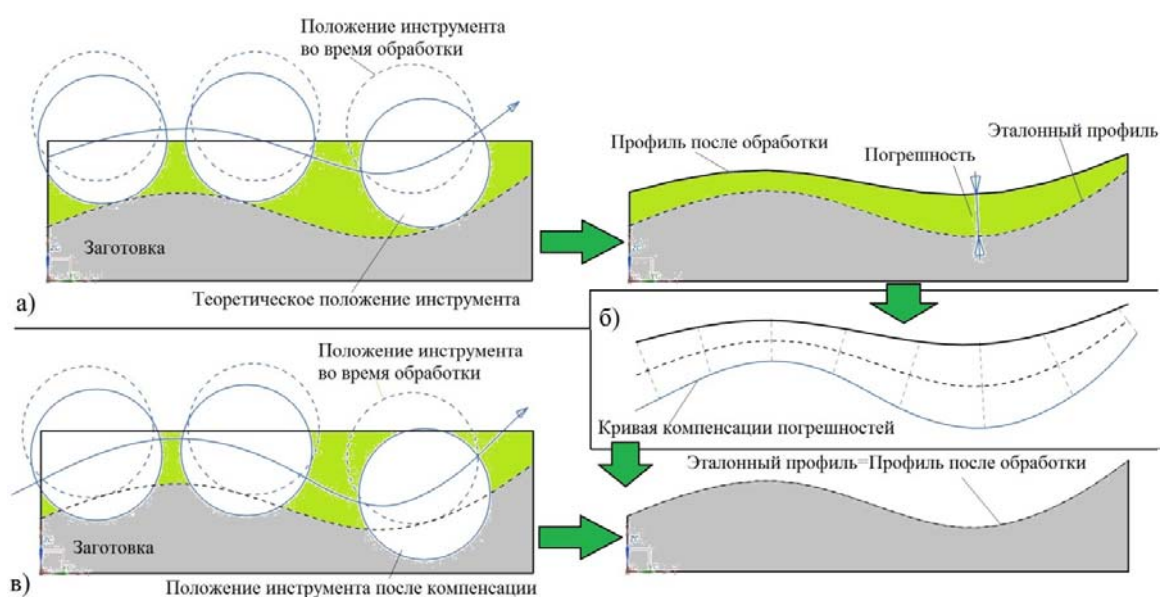 Положение инструмента
во время обработки
Заготовка
Теоретическое положение инструмента
а)
Профиль после обработки
Погрешность
Эталонный профиль
б)
Кривая компенсации погрешностей
Положение инструмента
во время обработки
Заготовка
Положение инструмента после компенсации
в)
Эталонный профиль=Профиль после обработки